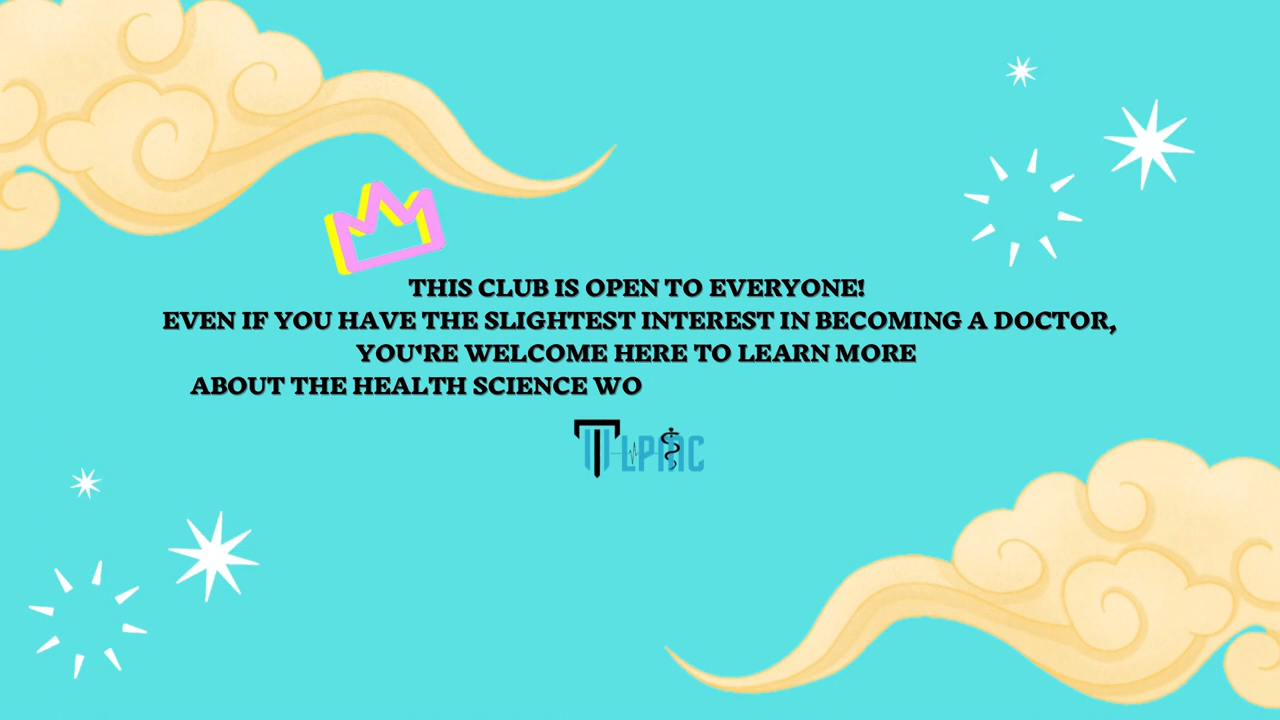 THIS CLUB IS OPEN TO EVERYONE!
EVEN IF YOU HAVE THE SLIGHTEST INTEREST IN BECOMING A DOCTOR,
YOU'RE WELCOME HERE TO LEARN MORE
ABOUT THE HEALTH SCIENCE WO
LPMC